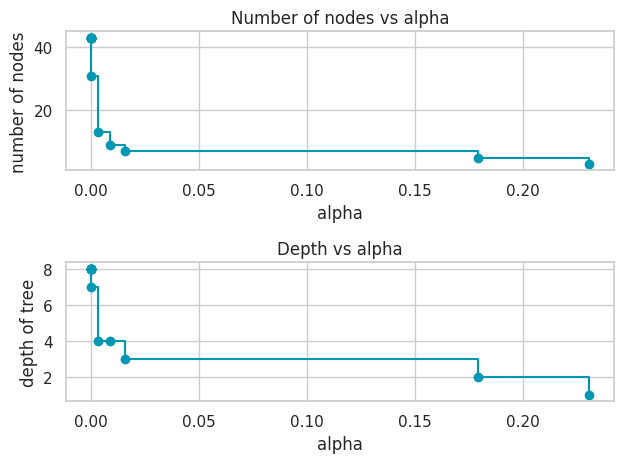 Number of nodes vs alpha
number of nodes
40
20
0.00 0.05 0.10 0.15 0.20
alpha
Depth vs alpha
depth of tree
8
6
4
2
0.00 0.05 0.10 0.15 0.20
alpha